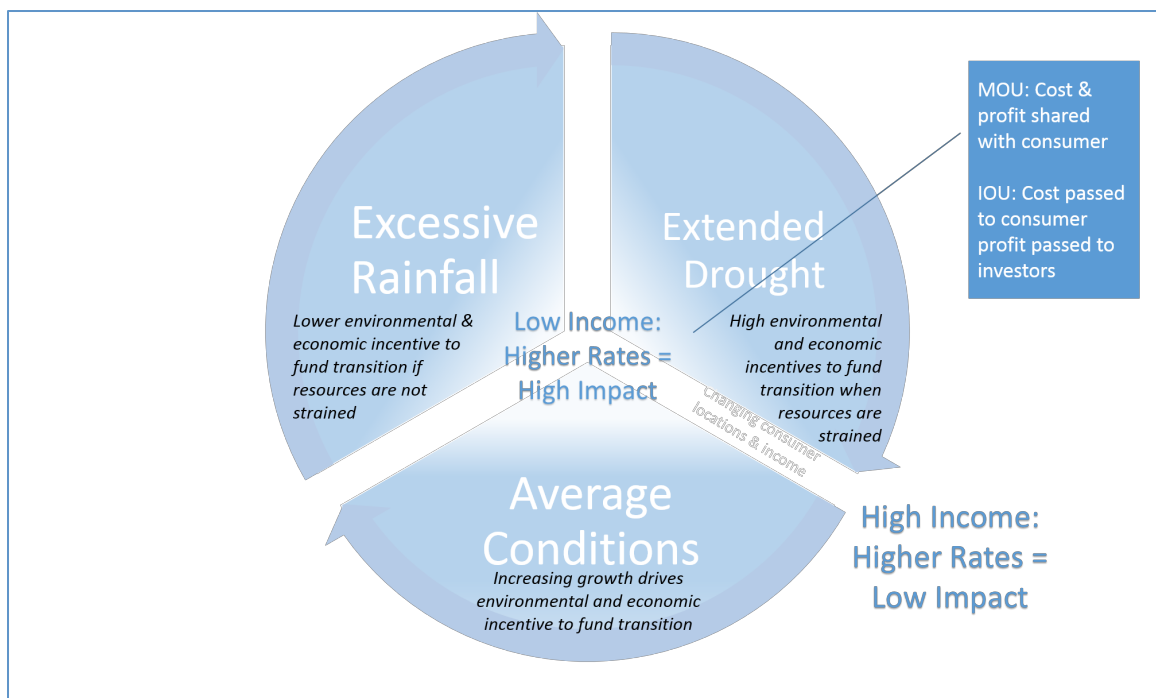 MOU: Cost &
profit shared
with consumer
IOU: Cost passed
to consumer
profit passed to
investors
Excessive
Rainfall
Lower environmental &
economic incentive to
fund transition if
resources are not
strained
Extended
Drought
High environmental
and economic
incentives to fund
transition when
resources are
strained
Low Income:
Higher Rates =
High Impact
Changing consumer
locations & income
Average
Conditions
Increasing growth drives
environmental and economic
incentive to fund transition
High Income:
Higher Rates =
Low Impact